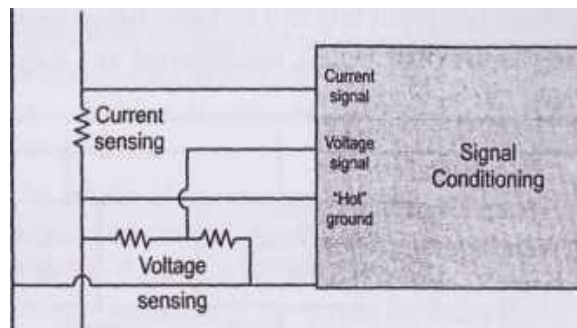 Current
signal
Current
sensing
Voltage
signal
Signal
Conditioning
"Hot"
ground
Voltage
sensing